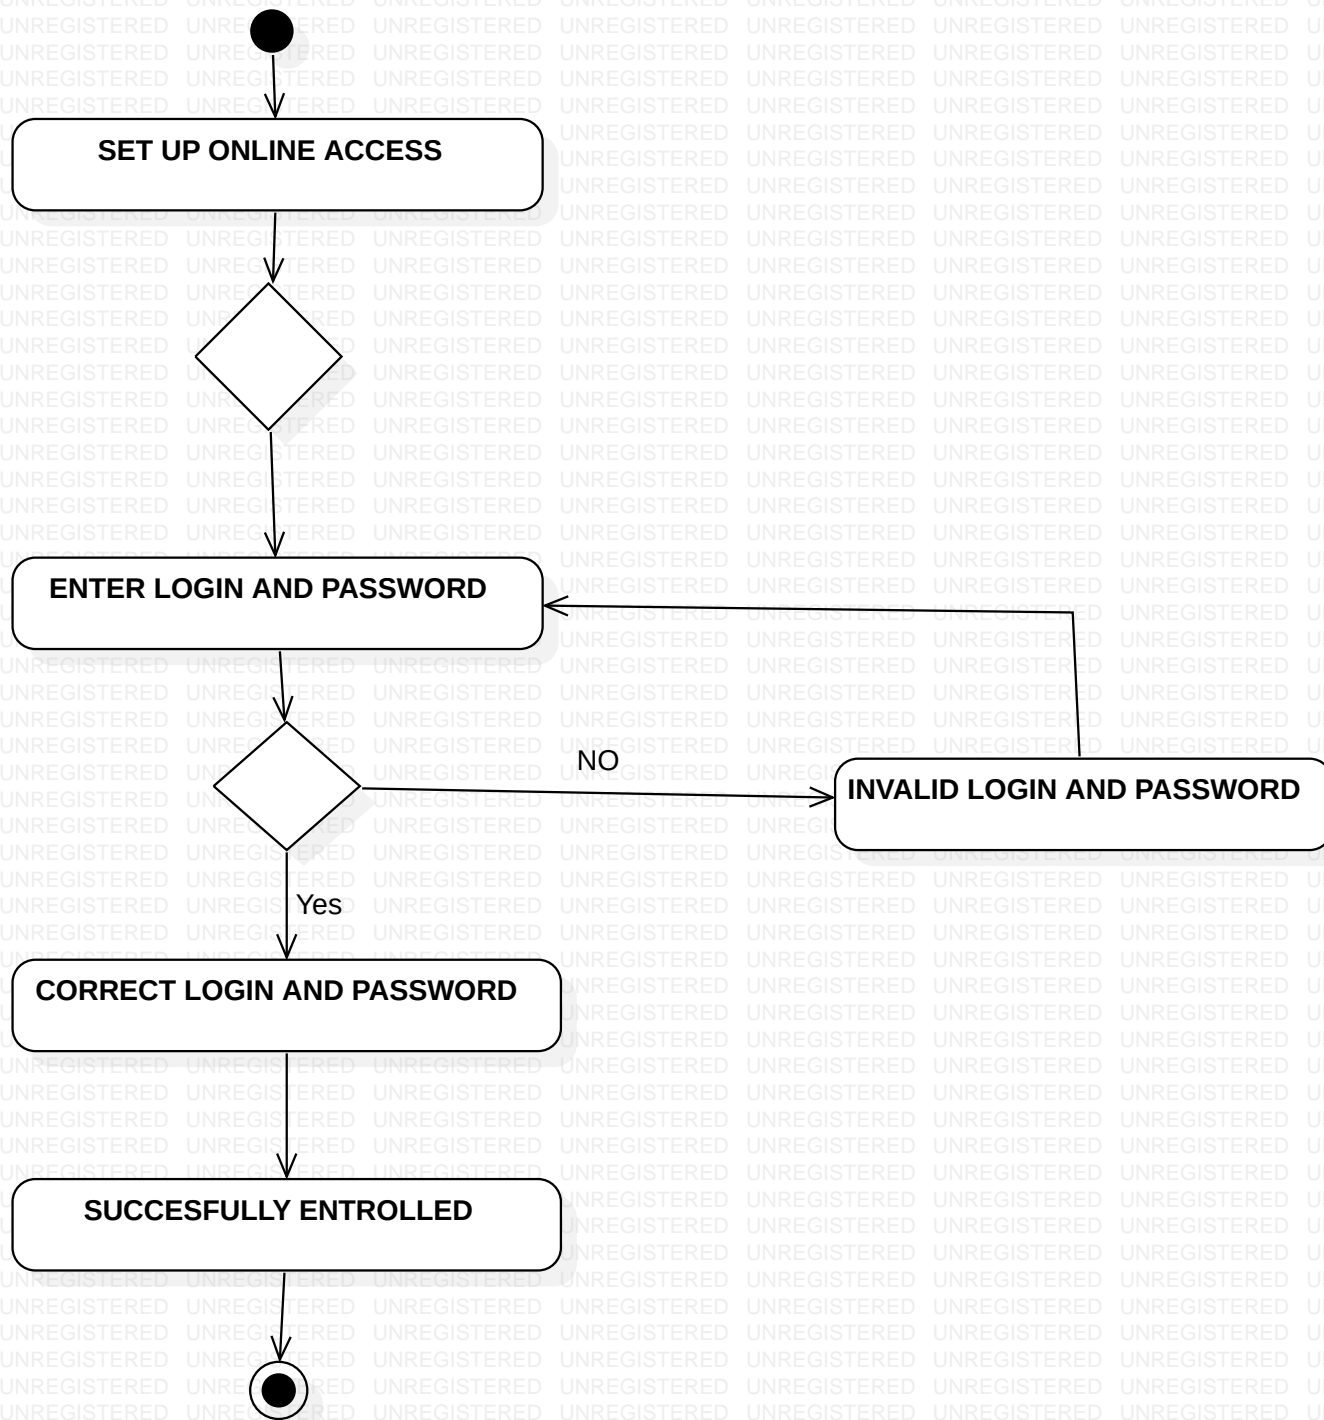 SET UP ONLINE ACCESS
ENTER LOGIN AND PASSWORD
NO
INVALID LOGIN AND PASSWORD
Yes
CORRECT LOGIN AND PASSWORD
SUCCESFULLY ENTROLLED
UNREGISTERED